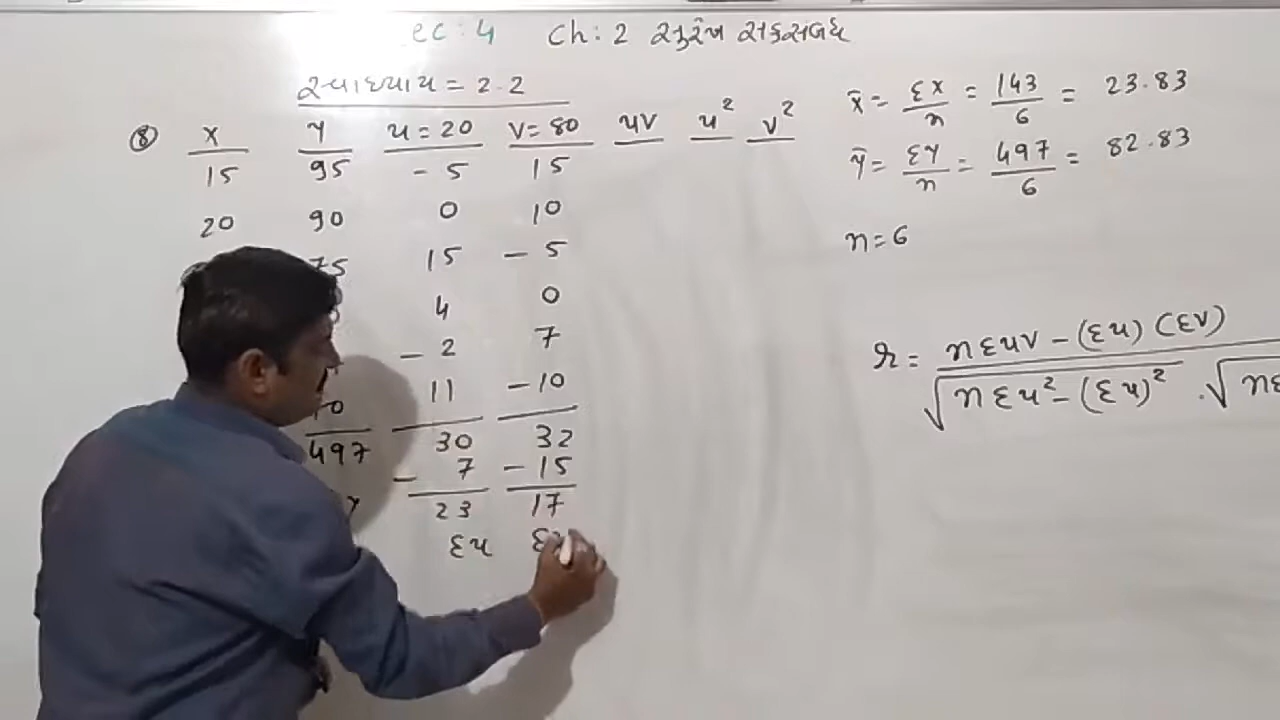 ec : 4 Ch : 2 સુરેખ સહસંબંધ
સ્વાધ્યાય = 2.2
(8) x y u = 20 v = 80 uv u² v²
15 95 - 5 15
20 90 0 10
75 15 - 5
4 0
- 2 7
11 - 10
497 30 32
- 7 - 15
23 17
Σu
x̄ = Σx/n = 143/6 = 23.83
ȳ = Σy/n = 497/6 = 82.83
n = 6
r = nΣuv - (Σu) (Σv)
√nΣu² - (Σu)² . √nΣ